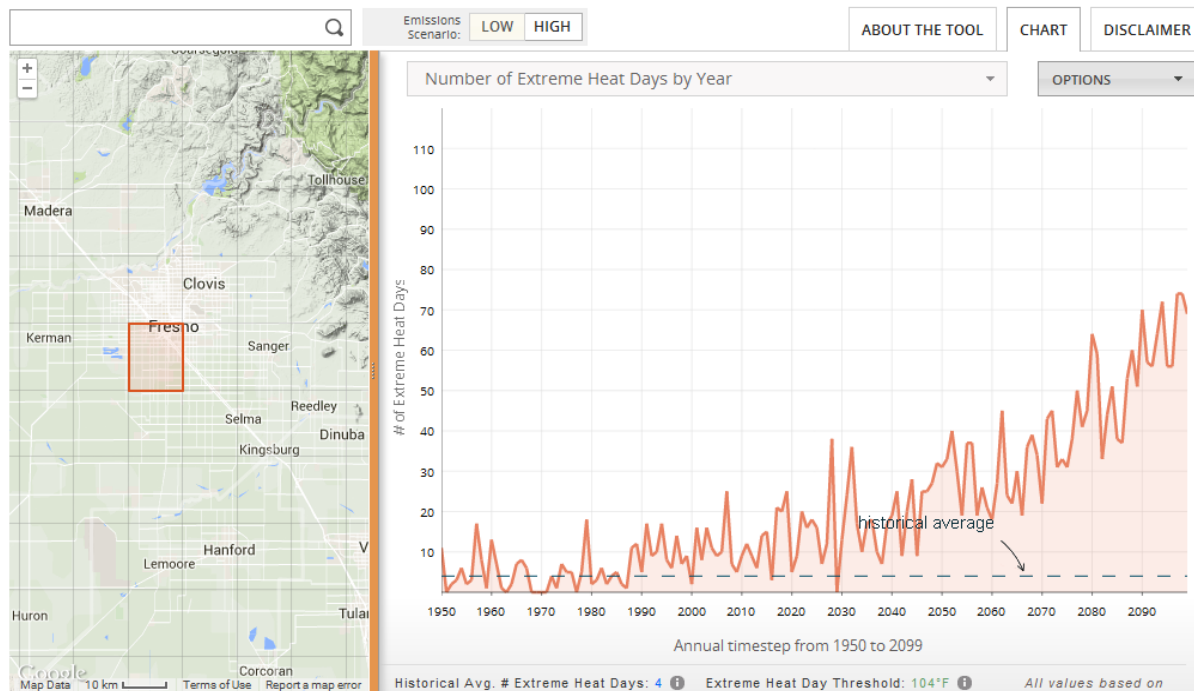 Emissions
Scenario:
LOW
HIGH
ABOUT THE TOOL
CHART
DISCLAIMER
Number of Extreme Heat Days by Year
OPTIONS
+
−
Coarsegold
Tollhouse
Madera
Clovis
Fresno
Kerman
Sanger
Reedley
Selma
Dinuba
Kingsburg
Hanford
Lemoore
Huron
Tular
Corcoran
Google
Map Data
10 km
Terms of Use
Report a map error
# of Extreme Heat Days
110
100
90
80
70
60
50
40
30
20
10
historical average
1950 1960 1970 1980 1990 2000 2010 2020 2030 2040 2050 2060 2070 2080 2090
Annual timestep from 1950 to 2099
Historical Avg. # Extreme Heat Days: 4 i Extreme Heat Day Threshold: 104°F i All values based on